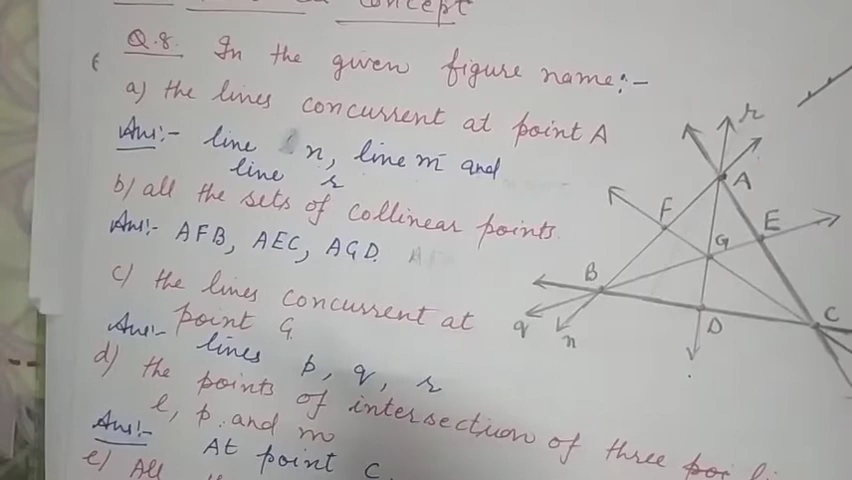 concept
Q.8. In the given figure name:-
a) the lines concurrent at point A
Ans:- line n, line m and
line r
b) all the sets of collinear points.
Ans:- AFB, AEC, AGD.
c) the lines concurrent at
point G
Ans:- lines p, q, r
d) the points of intersection of three
l, p. and m
Ans:- At point C.
e) All
r
A
F
E
G
B
D
C
q
n